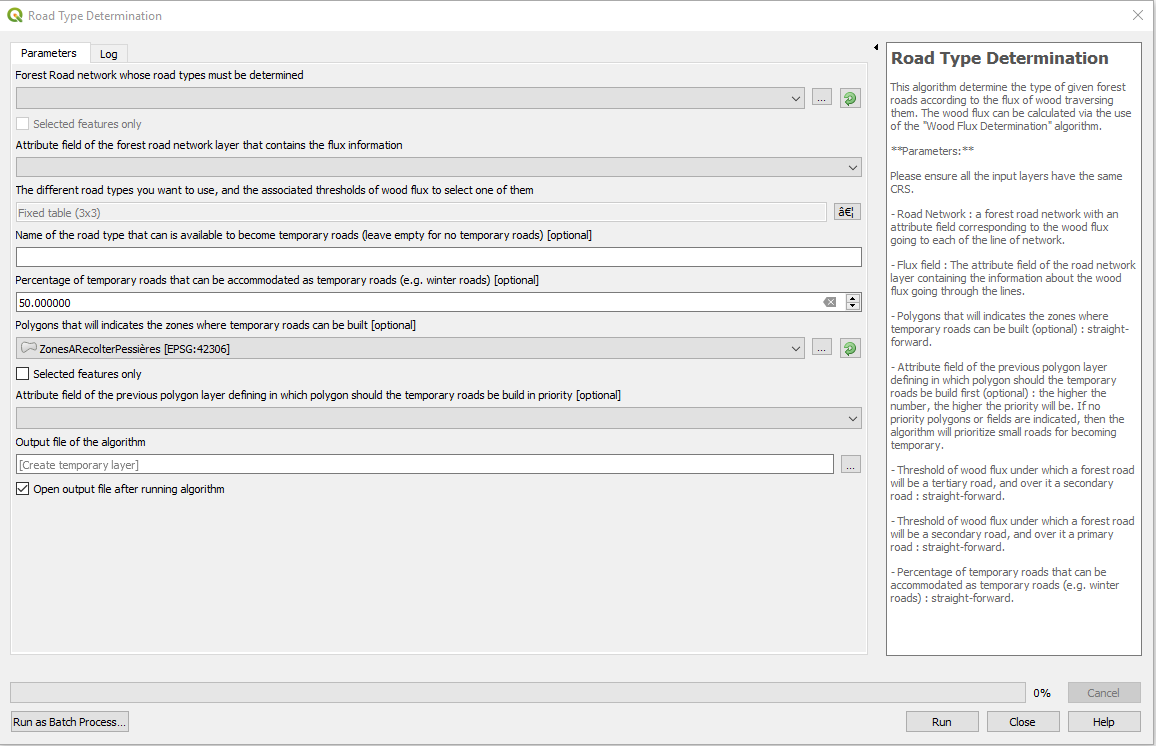 Road Type Determination
Parameters
Log
Forest Road network whose road types must be determined
...
Selected features only
Attribute field of the forest road network layer that contains the flux information
The different road types you want to use, and the associated thresholds of wood flux to select one of them
Fixed table (3x3)
â€¦
Name of the road type that can is available to become temporary roads (leave empty for no temporary roads) [optional]
Percentage of temporary roads that can be accommodated as temporary roads (e.g. winter roads) [optional]
50.000000
Polygons that will indicates the zones where temporary roads can be built [optional]
ZonesARecolterPessières [EPSG:42306]
...
Selected features only
Attribute field of the previous polygon layer defining in which polygon should the temporary roads be build in priority [optional]
Output file of the algorithm
[Create temporary layer]
...
Open output file after running algorithm
Road Type Determination
This algorithm determine the type of given forest
roads according to the flux of wood traversing
them. The wood flux can be calculated via the use
of the "Wood Flux Determination" algorithm.
**Parameters:**
Please ensure all the input layers have the same
CRS.
- Road Network : a forest road network with an
attribute field corresponding to the wood flux
going to each of the line of network.
- Flux field : The attribute field of the road network
layer containing the information about the wood
flux going through the lines.
- Polygons that will indicates the zones where
temporary roads can be built (optional) : straight-
forward.
- Attribute field of the previous polygon layer
defining in which polygon should the temporary
roads be build first (optional) : the higher the
number, the higher the priority will be. If no
priority polygons or fields are indicated, then the
algorithm will prioritize small roads for becoming
temporary.
- Threshold of wood flux under which a forest road
will be a tertiary road, and over it a secondary
road : straight-forward.
- Threshold of wood flux under which a forest road
will be a secondary road, and over it a primary
road : straight-forward.
- Percentage of temporary roads that can be
accommodated as temporary roads (e.g. winter
roads) : straight-forward.
0%
Cancel
Run as Batch Process...
Run
Close
Help